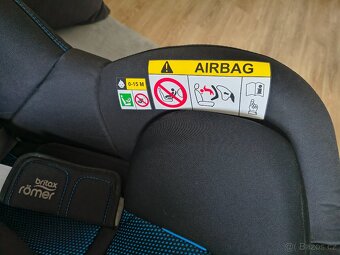 AIRBAG
0-15 M
britax
römer
Bazos.cz